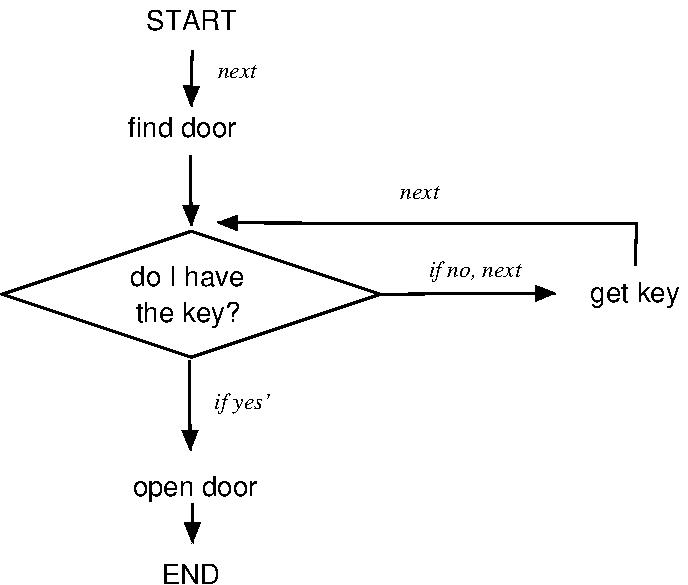 START
next
find door
next
do I have
the key?
if no, next
get key
if yes'
open door
END